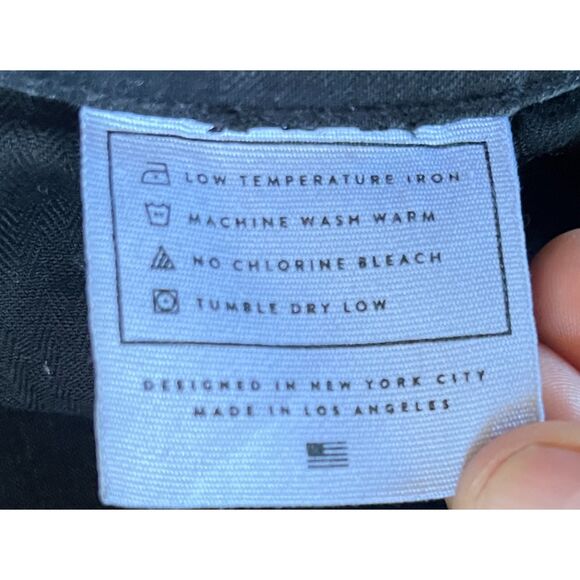 LOW TEMPERATURE IRON
MACHINE WASH WARM
NO CHLORINE BLEACH
TUMBLE DRY LOW
DESIGNED IN NEW YORK CITY
MADE IN LOS ANGELES